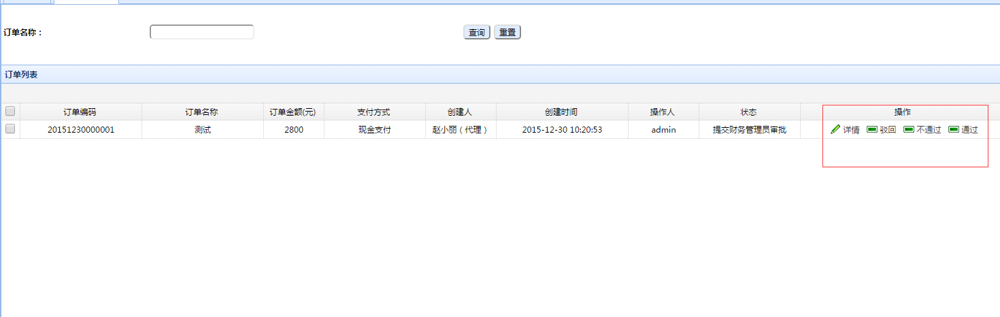 订单名称：
查询 重置
订单列表
订单编码 订单名称 订单金额(元) 支付方式 创建人 创建时间 操作人 状态 操作
20151230000001 测试 2800 现金支付 赵小丽（代理） 2015-12-30 10:20:53 admin 提交财务管理员审批 详情 驳回 不通过 通过